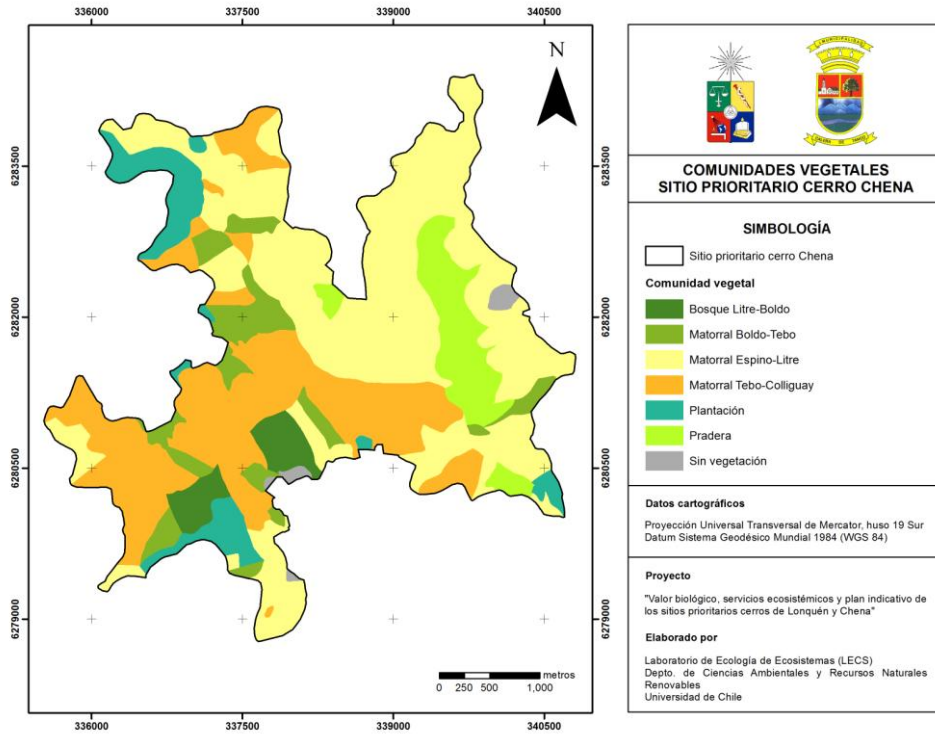 336000 337500 339000 340500
N
6283500 6283500
6282000 6282000
6280500 6280500
6279000 6279000
metros
0 250 500 1,000
336000 337500 339000 340500
COMUNIDADES VEGETALES
SITIO PRIORITARIO CERRO CHENA
SIMBOLOGÍA
Sitio prioritario cerro Chena
Comunidad vegetal
Bosque Litre-Boldo
Matorral Boldo-Tebo
Matorral Espino-Litre
Matorral Tebo-Colliguay
Plantación
Pradera
Sin vegetación
Datos cartográficos
Proyección Universal Transversal de Mercator, huso 19 Sur
Datum Sistema Geodésico Mundial 1984 (WGS 84)
Proyecto
"Valor biológico, servicios ecosistémicos y plan indicativo de
los sitios prioritarios cerros de Lonquén y Chena"
Elaborado por
Laboratorio de Ecología de Ecosistemas (LECS)
Depto. de Ciencias Ambientales y Recursos Naturales
Renovables
Universidad de Chile